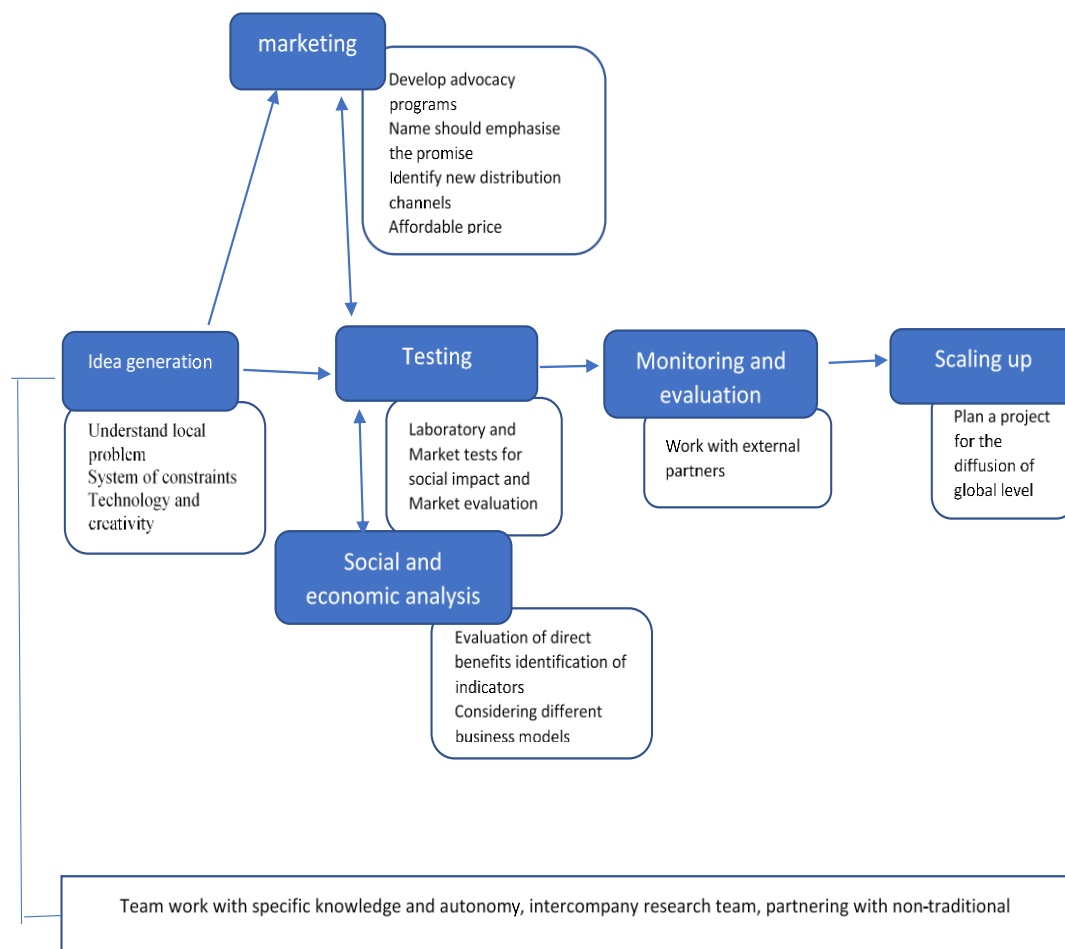 marketing
Develop advocacy
programs
Name should emphasise
the promise
Identify new distribution
channels
Affordable price
Idea generation
Understand local
problem
System of constraints
Technology and
creativity
Testing
Laboratory and
Market tests for
social impact and
Market evaluation
Monitoring and
evaluation
Work with external
partners
Scaling up
Plan a project
for the
diffusion of
global level
Social and
economic analysis
Evaluation of direct
benefits identification of
indicators
Considering different
business models
Team work with specific knowledge and autonomy, intercompany research team, partnering with non-traditional